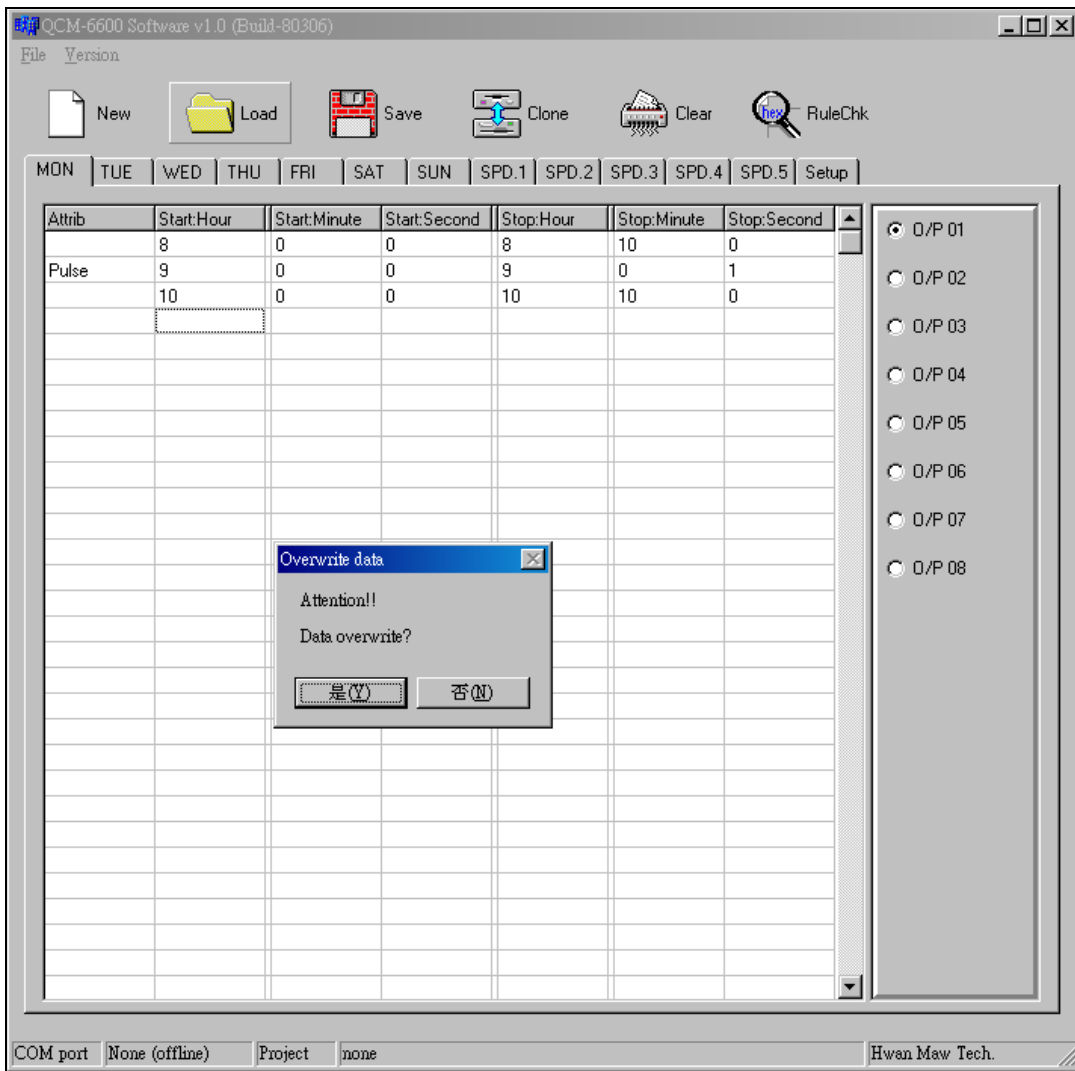 QCM-6600 Software v1.0 (Build-80306)
File Version
New Load Save Clone Clear hex RuleChk
MON TUE WED THU FRI SAT SUN SPD.1 SPD.2 SPD.3 SPD.4 SPD.5 Setup
Attrib Start:Hour Start:Minute Start:Second Stop:Hour Stop:Minute Stop:Second
8 0 0 8 10 0
Pulse 9 0 0 9 0 1
10 0 0 10 10 0
O/P 01
O/P 02
O/P 03
O/P 04
O/P 05
O/P 06
O/P 07
O/P 08
Overwrite data
Attention!!
Data overwrite?
是(Y) 否(N)
COM port None (offline) Project none Hwan Maw Tech.